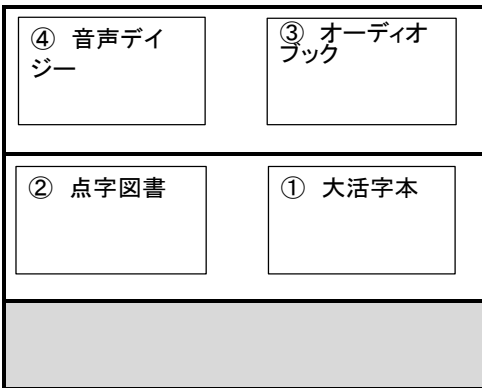 ④ 音声デイ
ジー
③ オーディオ
ブック
② 点字図書
① 大活字本